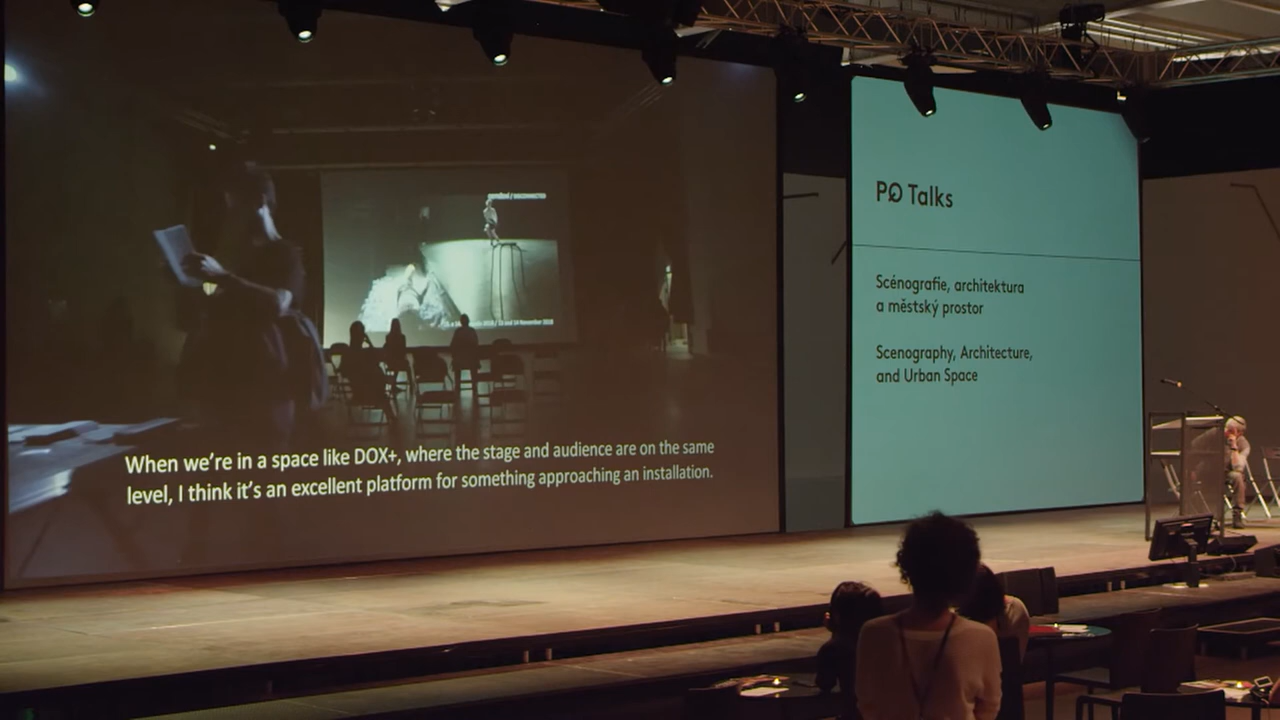 When we're in a space like DOX+, where the stage and audience are on the same
level, I think it's an excellent platform for something approaching an installation.
PQ Talks
Scénografie, architektura
a městský prostor
Scenography, Architecture,
and Urban Space